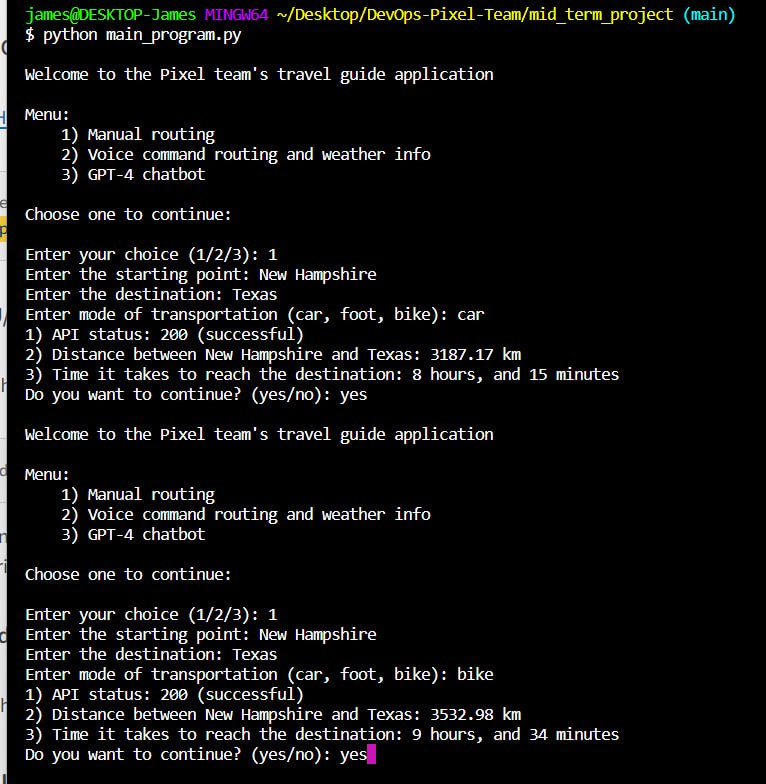 james@DESKTOP-James MINGW64 ~/Desktop/DevOps-Pixel-Team/mid_term_project (main)
$ python main_program.py
Welcome to the Pixel team's travel guide application
Menu:
1) Manual routing
2) Voice command routing and weather info
3) GPT-4 chatbot
Choose one to continue:
Enter your choice (1/2/3): 1
Enter the starting point: New Hampshire
Enter the destination: Texas
Enter mode of transportation (car, foot, bike): car
1) API status: 200 (successful)
2) Distance between New Hampshire and Texas: 3187.17 km
3) Time it takes to reach the destination: 8 hours, and 15 minutes
Do you want to continue? (yes/no): yes
Welcome to the Pixel team's travel guide application
Menu:
1) Manual routing
2) Voice command routing and weather info
3) GPT-4 chatbot
Choose one to continue:
Enter your choice (1/2/3): 1
Enter the starting point: New Hampshire
Enter the destination: Texas
Enter mode of transportation (car, foot, bike): bike
1) API status: 200 (successful)
2) Distance between New Hampshire and Texas: 3532.98 km
3) Time it takes to reach the destination: 9 hours, and 34 minutes
Do you want to continue? (yes/no): yes